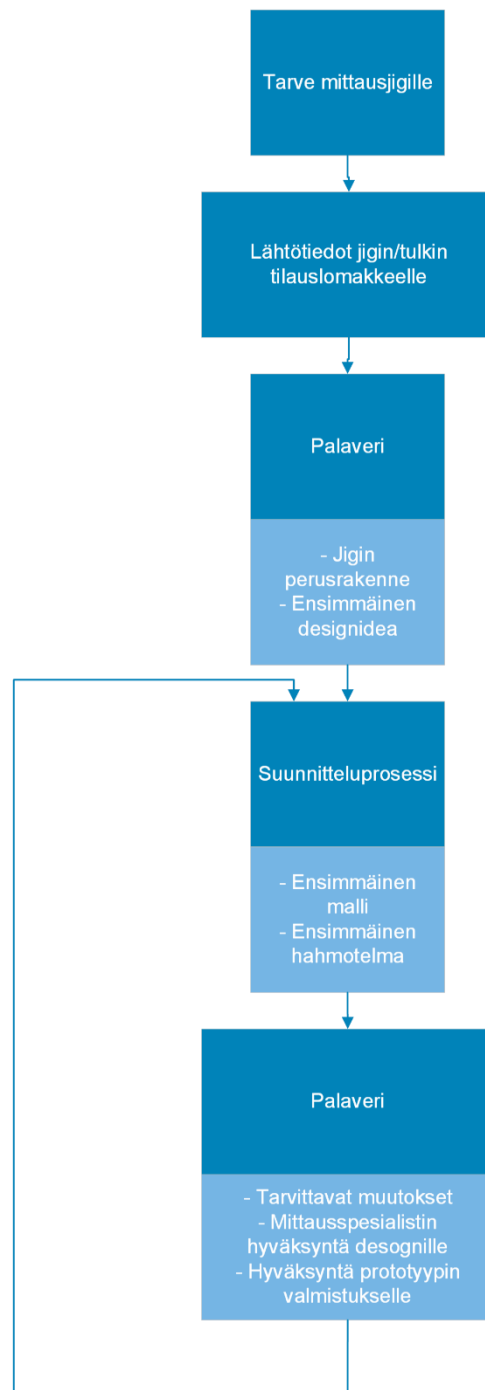 Tarve mittausjigille
Lähtötiedot jigin/tulkin
tilauslomakkeelle
Palaveri
- Jigin
perusrakenne
- Ensimmäinen
designidea
Suunnitteluprosessi
- Ensimmäinen
malli
- Ensimmäinen
hahmotelma
Palaveri
- Tarvittavat muutokset
- Mittausspesialistin
hyväksyntä desognille
- Hyväksyntä prototyypin
valmistukselle